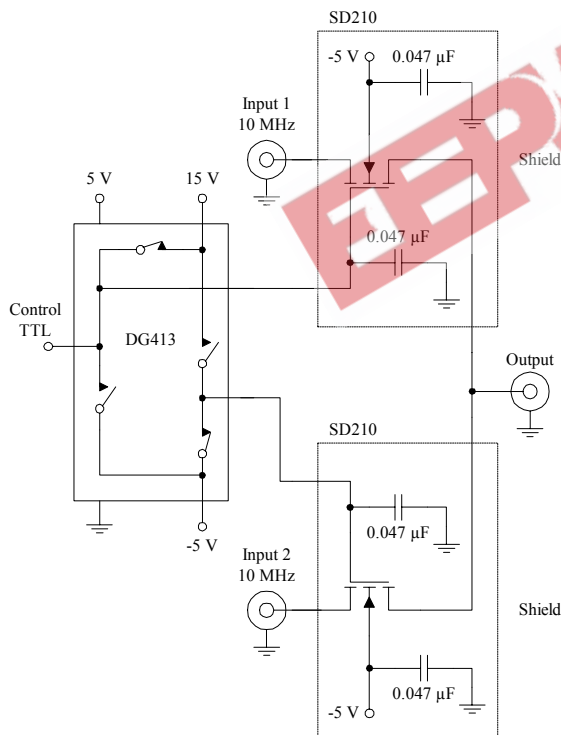 SD210
-5 V
0.047 µF
Input 1
10 MHz
Shield
5 V
15 V
0.047 µF
Control
TTL
DG413
Output
SD210
-5 V
0.047 µF
Input 2
10 MHz
Shield
0.047 µF
-5 V